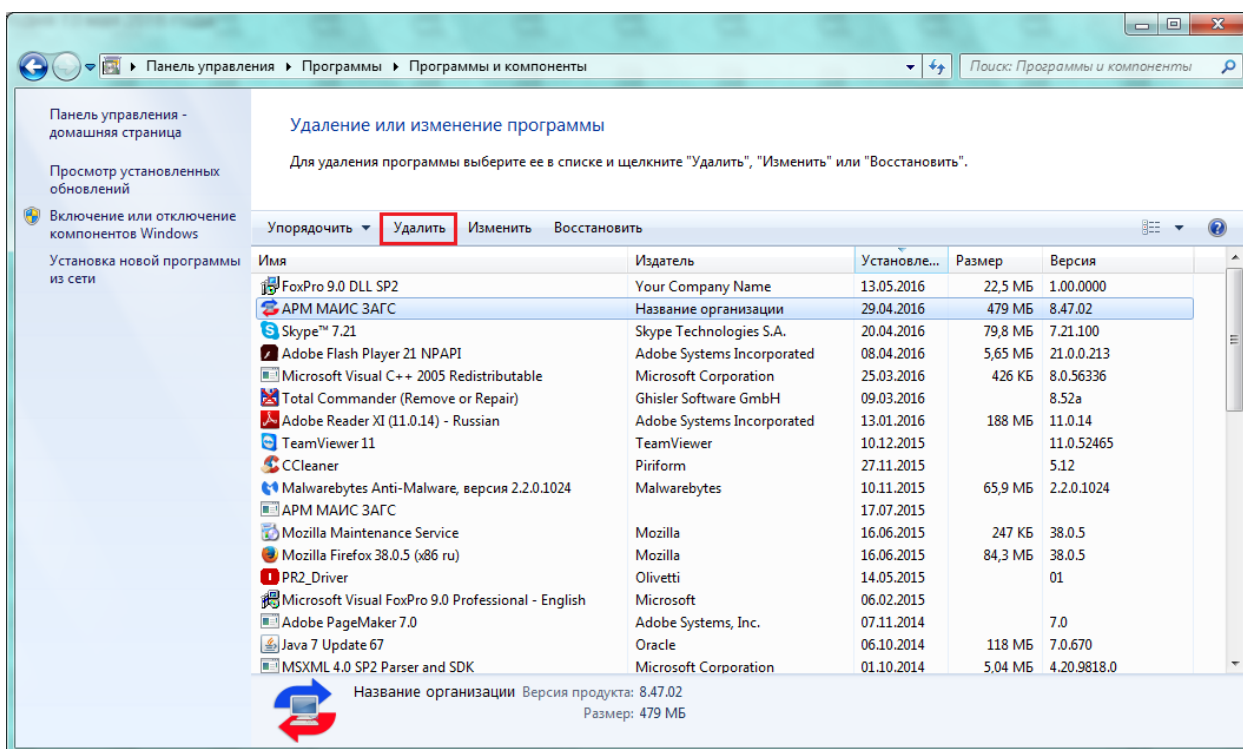 Панель управления ▸ Программы ▸ Программы и компоненты
Поиск: Программы и компоненты
Панель управления -
домашняя страница
Просмотр установленных
обновлений
Включение или отключение
компонентов Windows
Установка новой программы
из сети
Удаление или изменение программы
Для удаления программы выберите ее в списке и щелкните "Удалить", "Изменить" или "Восстановить".
Упорядочить Удалить Изменить Восстановить
Имя Издатель Установле... Размер Версия
FoxPro 9.0 DLL SP2 Your Company Name 13.05.2016 22,5 МБ 1.00.0000
АРМ МАИС ЗАГС Название организации 29.04.2016 479 МБ 8.47.02
Skype™ 7.21 Skype Technologies S.A. 20.04.2016 79,8 МБ 7.21.100
Adobe Flash Player 21 NPAPI Adobe Systems Incorporated 08.04.2016 5,65 МБ 21.0.0.213
Microsoft Visual C++ 2005 Redistributable Microsoft Corporation 25.03.2016 426 КБ 8.0.56336
Total Commander (Remove or Repair) Ghisler Software GmbH 09.03.2016 8.52a
Adobe Reader XI (11.0.14) - Russian Adobe Systems Incorporated 13.01.2016 188 МБ 11.0.14
TeamViewer 11 TeamViewer 10.12.2015 11.0.52465
CCleaner Piriform 27.11.2015 5.12
Malwarebytes Anti-Malware, версия 2.2.0.1024 Malwarebytes 10.11.2015 65,9 МБ 2.2.0.1024
АРМ МАИС ЗАГС 17.07.2015
Mozilla Maintenance Service Mozilla 16.06.2015 247 КБ 38.0.5
Mozilla Firefox 38.0.5 (x86 ru) Mozilla 16.06.2015 84,3 МБ 38.0.5
PR2_Driver Olivetti 14.05.2015 01
Microsoft Visual FoxPro 9.0 Professional - English Microsoft 06.02.2015
Adobe PageMaker 7.0 Adobe Systems, Inc. 07.11.2014 7.0
Java 7 Update 67 Oracle 06.10.2014 118 МБ 7.0.670
MSXML 4.0 SP2 Parser and SDK Microsoft Corporation 01.10.2014 5,04 МБ 4.20.9818.0
Название организации Версия продукта: 8.47.02
Размер: 479 МБ